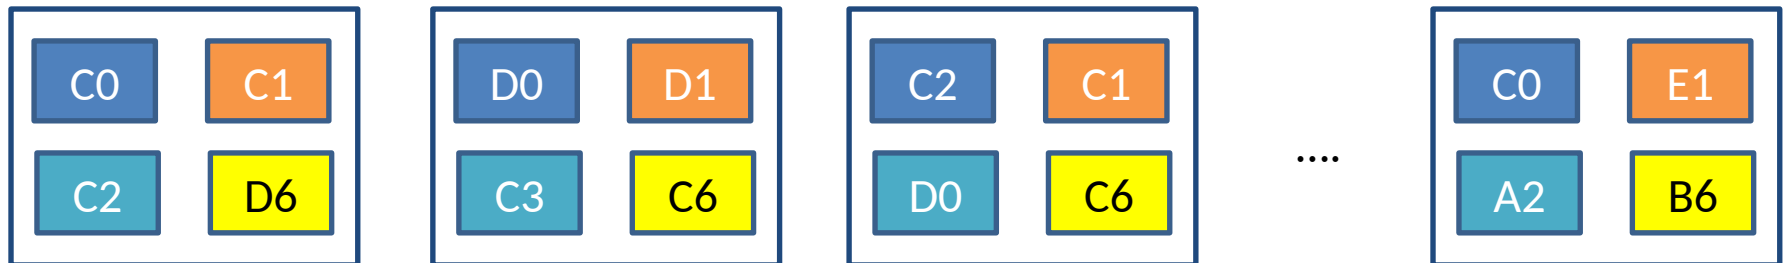 C0 C1 D0 D1 C2 C1 C0 E1
....
C2 D6 C3 C6 D0 C6 A2 B6